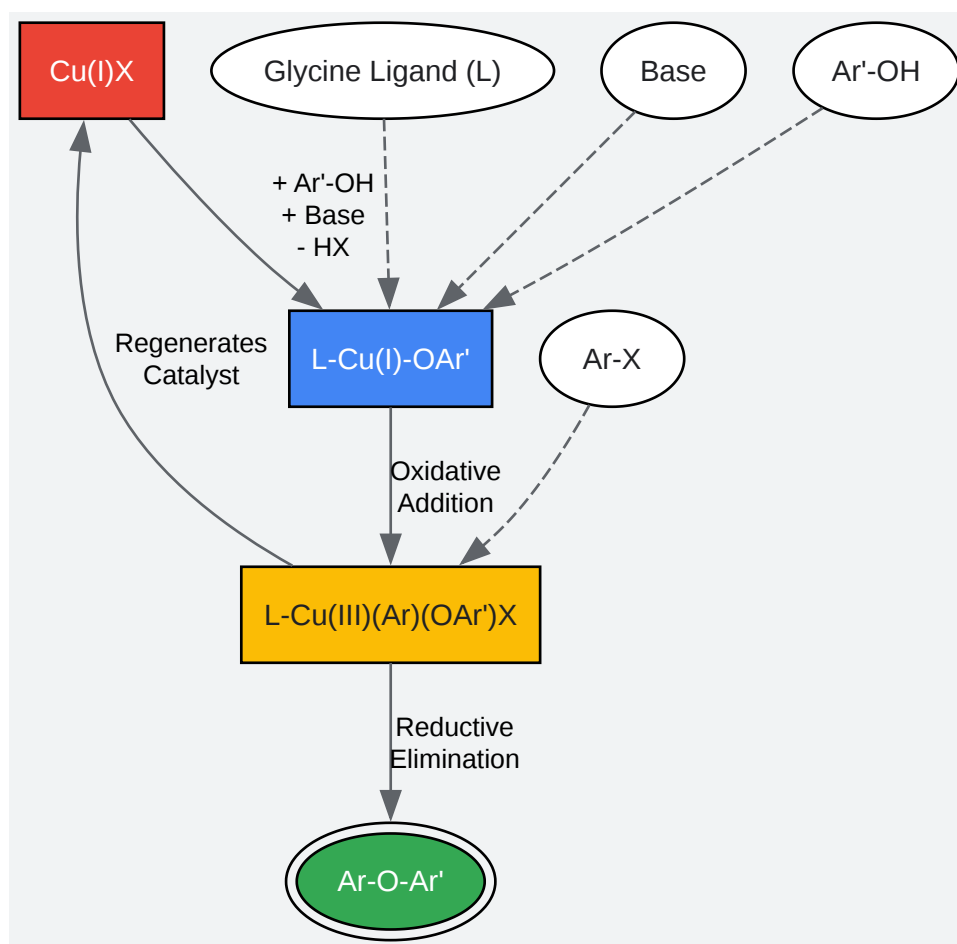 Cu(I)X
Glycine Ligand (L)
Base
Ar'-OH
+ Ar'-OH
+ Base
- HX
L-Cu(I)-OAr'
Ar-X
Regenerates
Catalyst
Oxidative
Addition
L-Cu(III)(Ar)(OAr')X
Reductive
Elimination
Ar-O-Ar'